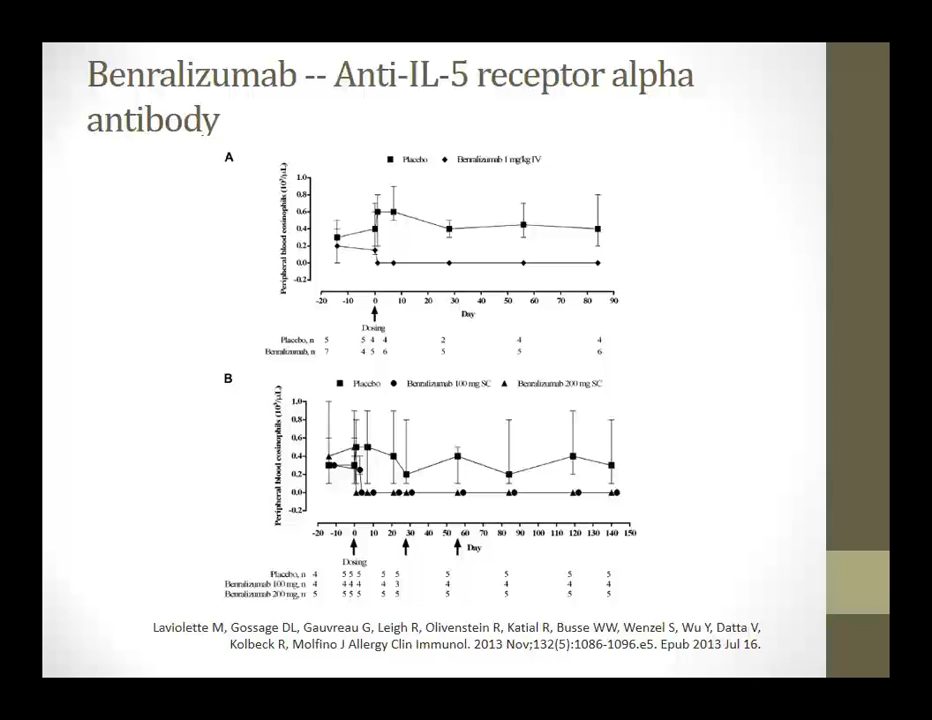 Benralizumab -- Anti-IL-5 receptor alpha
antibody
A
Placebo Benralizumab 1 mg/kg IV
Peripheral blood eosinophils (10³/μL)
1.0
0.8
0.6
0.4
0.2
0.0
-0.2
-20 -10 0 10 20 30 40 50 60 70 80 90
Day
Dosing
Placebo, n 5 5 4 4 2 4 4
Benralizumab, n 7 4 5 6 5 5 6
B
Placebo Benralizumab 100 mg SC Benralizumab 200 mg SC
Peripheral blood eosinophils (10³/μL)
1.0
0.8
0.6
0.4
0.2
0.0
-0.2
-20 -10 0 10 20 30 40 50 60 70 80 90 100 110 120 130 140 150
Day
Dosing
Placebo, n 4 5 5 5 5 5 5 5 5 5
Benralizumab 100 mg, n 4 4 4 4 4 3 4 4 4 4
Benralizumab 200 mg, n 5 5 5 5 5 5 5 5 5 5
Laviolette M, Gossage DL, Gauvreau G, Leigh R, Olivenstein R, Katial R, Busse WW, Wenzel S, Wu Y, Datta V,
Kolbeck R, Molfino J Allergy Clin Immunol. 2013 Nov;132(5):1086-1096.e5. Epub 2013 Jul 16.